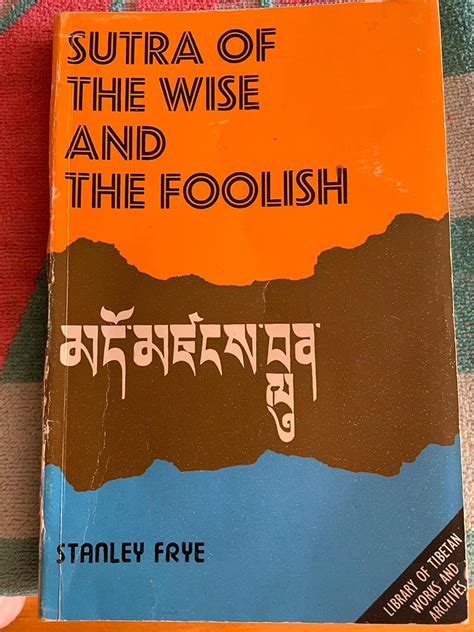 SUTRA OF
THE WISE
AND
THE FOOLISH
མདོ་མཛངས་བླུན་
STANLEY FRYE
LIBRARY OF TIBETAN
WORKS AND
ARCHIVES